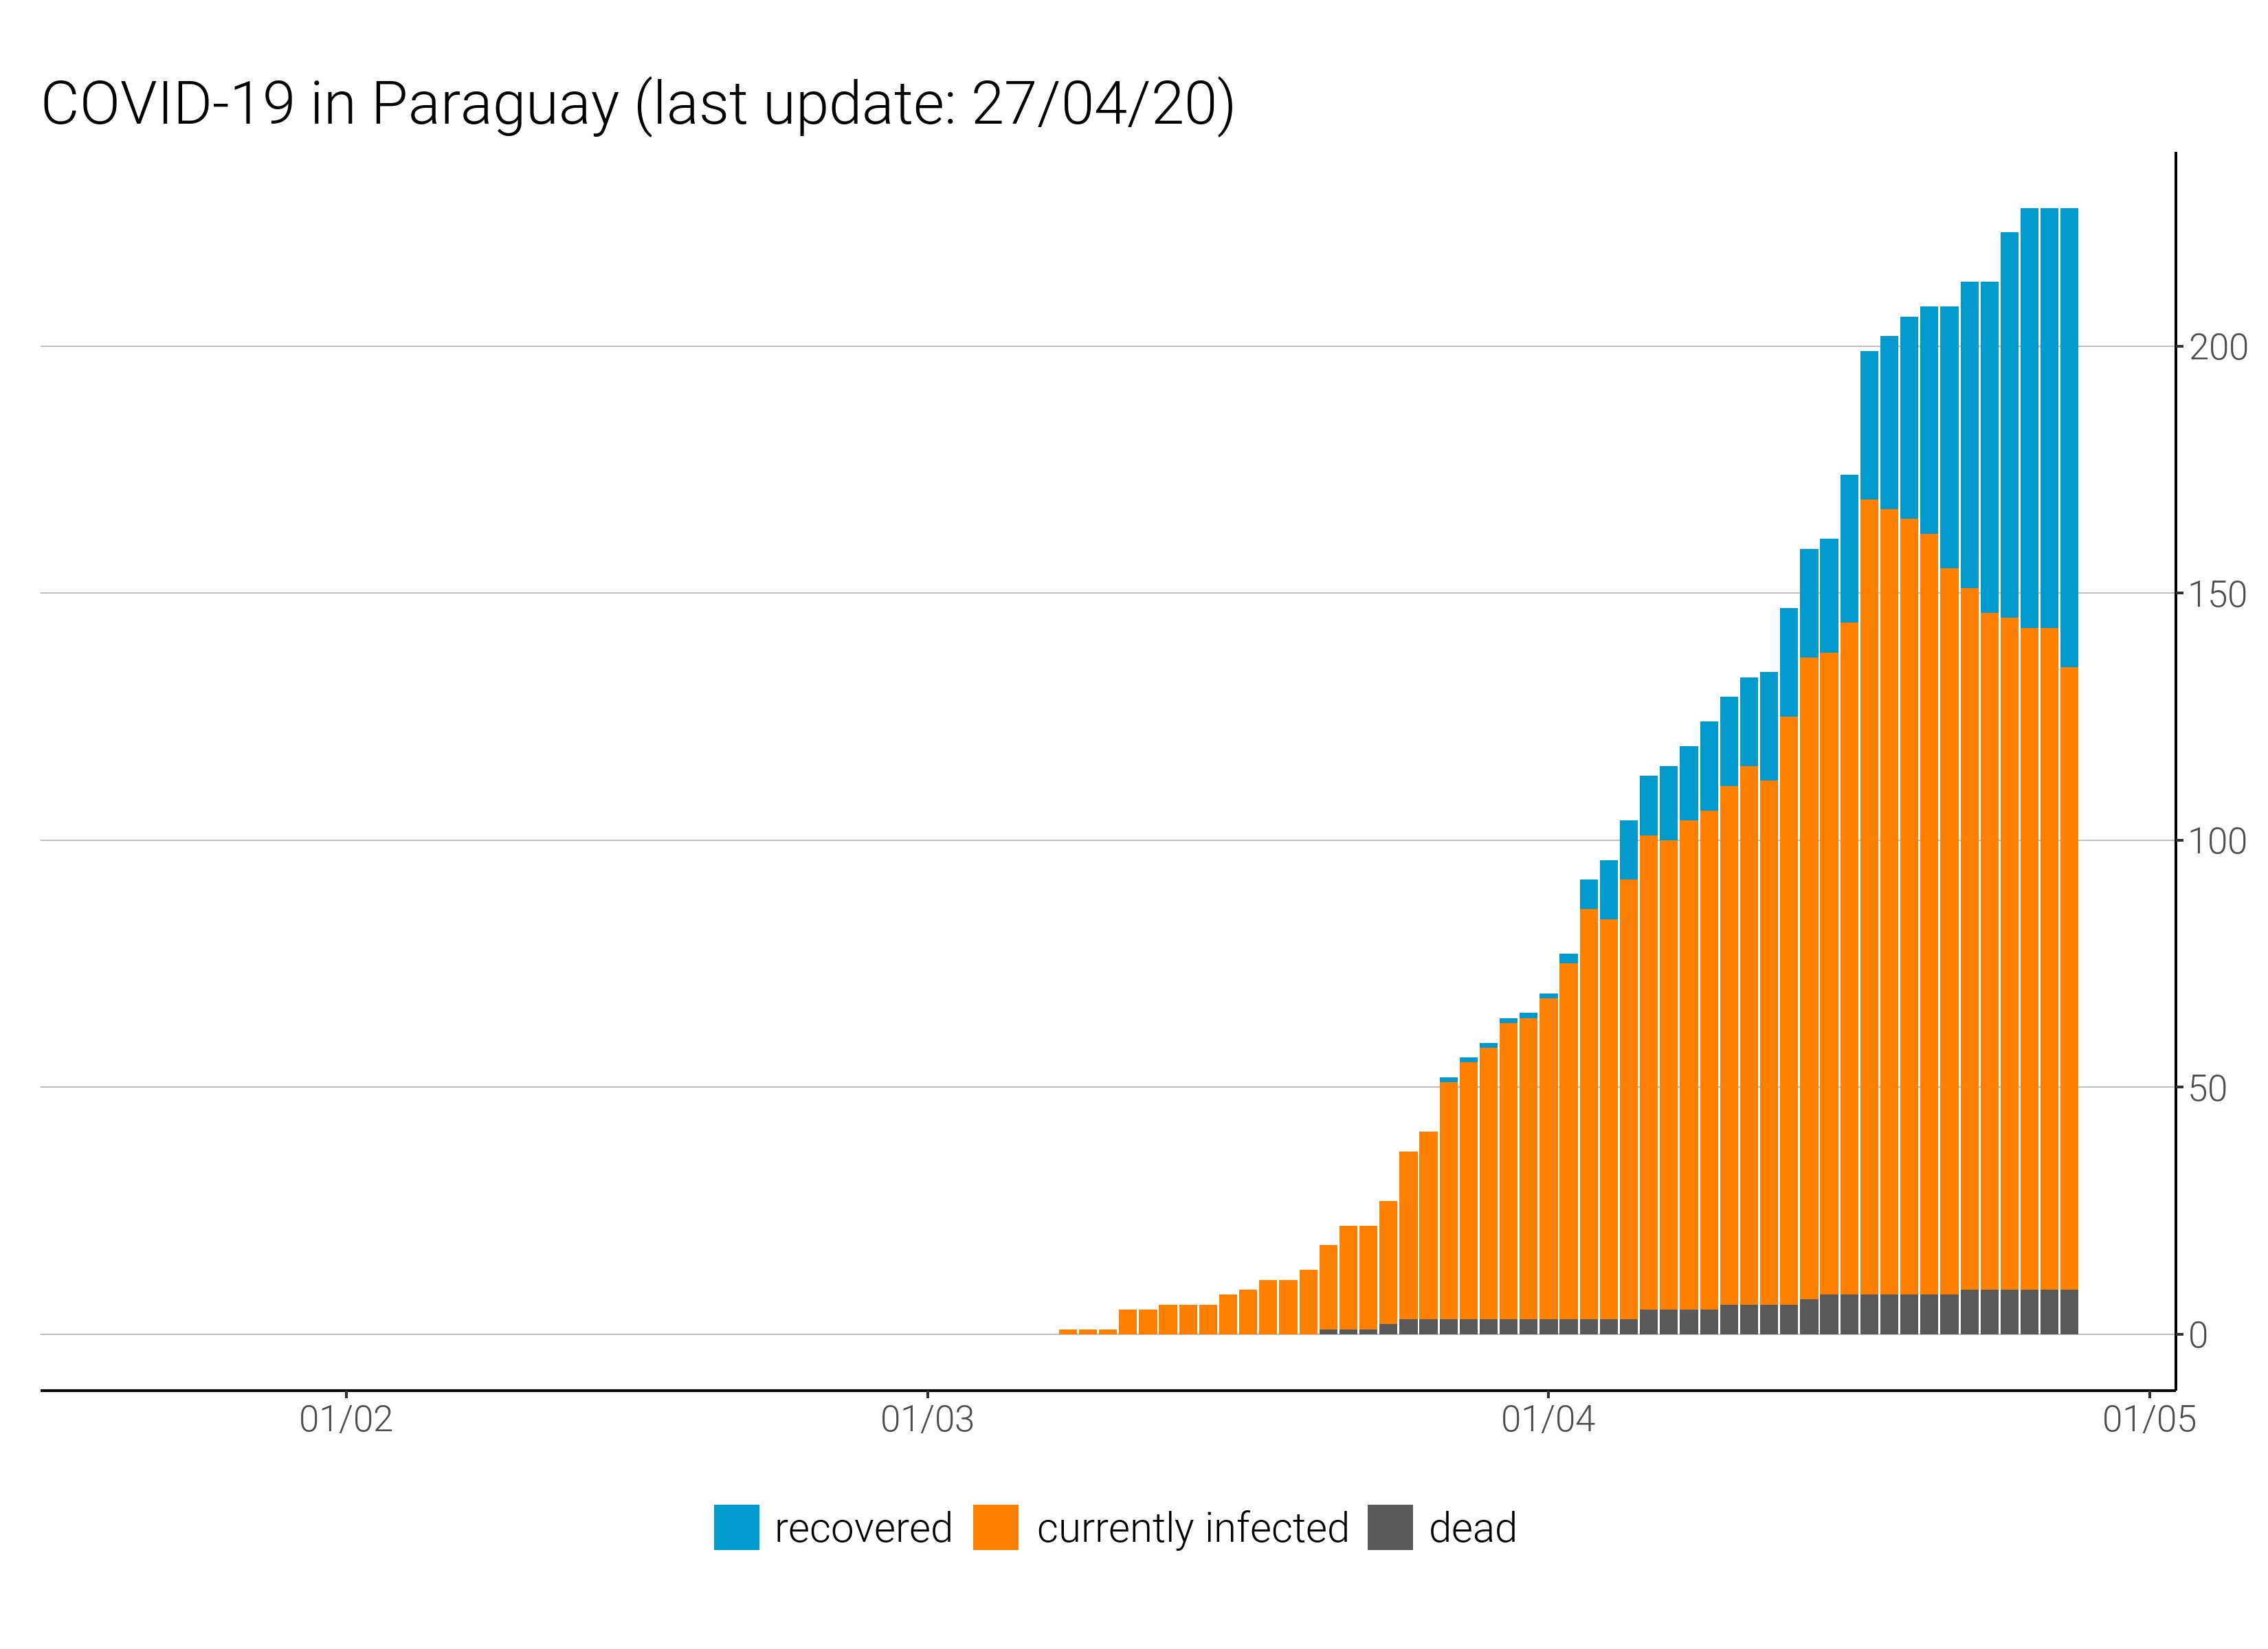 COVID-19 in Paraguay (last update: 27/04/20)
200
150
100
50
0
01/02 01/03 01/04 01/05
recovered currently infected dead